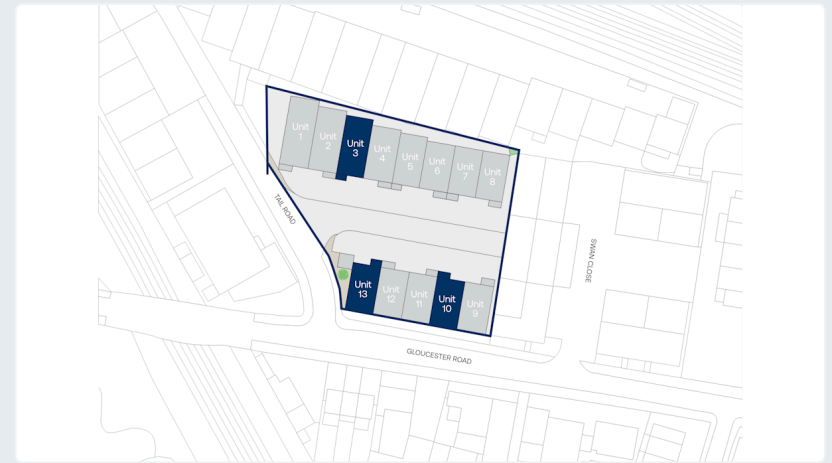 Unit
1
Unit
2
Unit
3
Unit
4
Unit
5
Unit
6
Unit
7
Unit
8
TAIL ROAD
SWAN CLOSE
Unit
13
Unit
12
Unit
11
Unit
10
Unit
9
GLOUCESTER ROAD